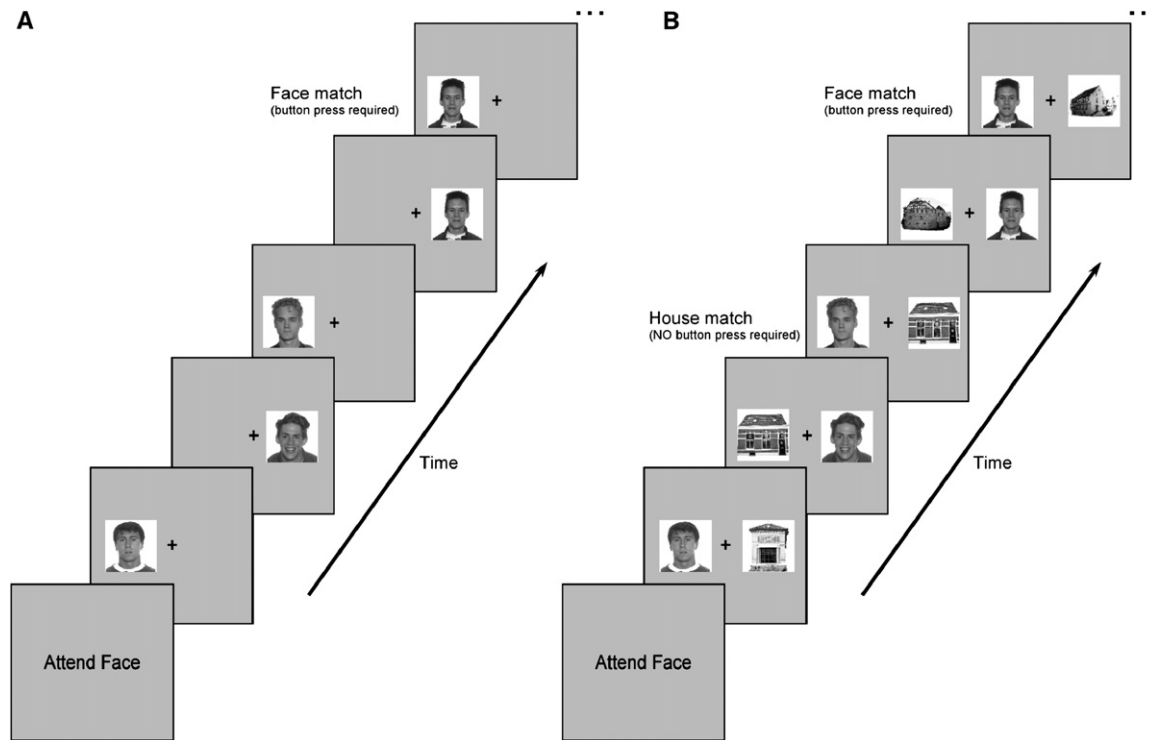 A
...
Face match
(button press required)
+
+
+
+
+
Time
Attend Face
B
..
Face match
(button press required)
+
+
House match
(NO button press required)
+
+
+
Time
Attend Face